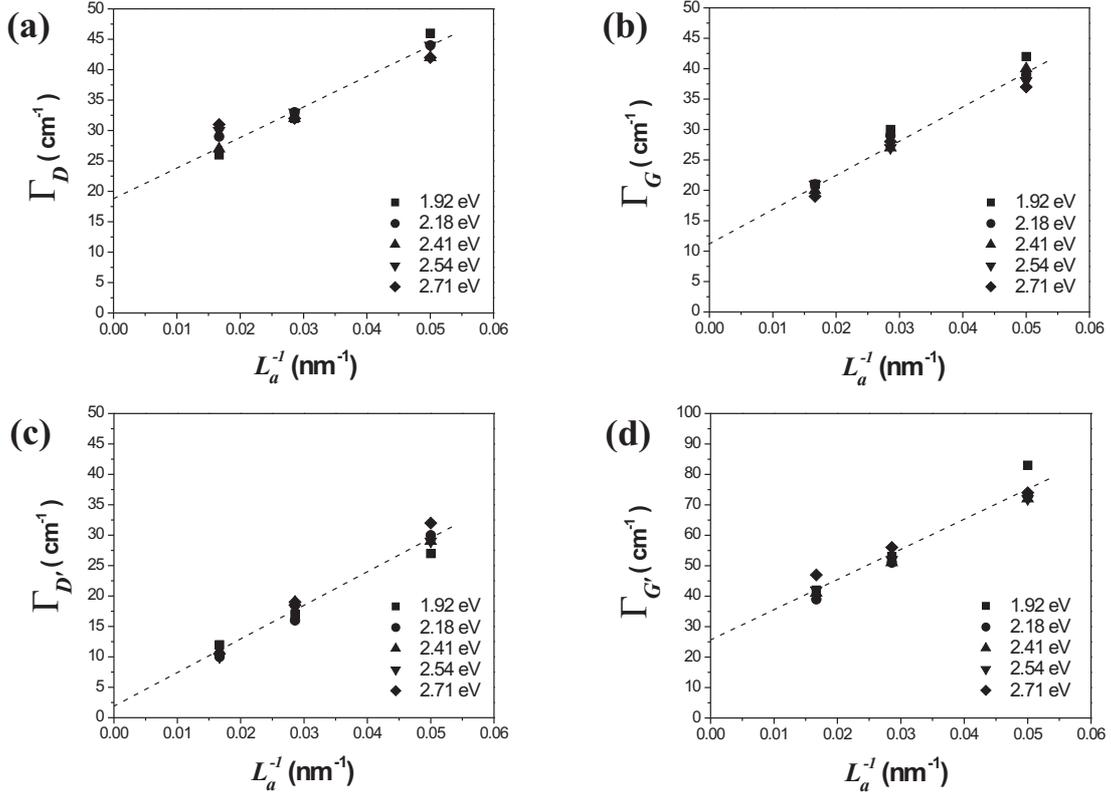 (a)
Γ_D (cm⁻¹)
50
45
40
35
30
25
20
15
10
5
0
1.92 eV
2.18 eV
2.41 eV
2.54 eV
2.71 eV
0.00 0.01 0.02 0.03 0.04 0.05 0.06
L_a⁻¹ (nm⁻¹)
(b)
Γ_G (cm⁻¹)
50
45
40
35
30
25
20
15
10
5
0
1.92 eV
2.18 eV
2.41 eV
2.54 eV
2.71 eV
0.00 0.01 0.02 0.03 0.04 0.05 0.06
L_a⁻¹ (nm⁻¹)
(c)
Γ_D' (cm⁻¹)
50
45
40
35
30
25
20
15
10
5
0
1.92 eV
2.18 eV
2.41 eV
2.54 eV
2.71 eV
0.00 0.01 0.02 0.03 0.04 0.05 0.06
L_a⁻¹ (nm⁻¹)
(d)
Γ_G' (cm⁻¹)
100
90
80
70
60
50
40
30
20
10
0
1.92 eV
2.18 eV
2.41 eV
2.54 eV
2.71 eV
0.00 0.01 0.02 0.03 0.04 0.05 0.06
L_a⁻¹ (nm⁻¹)